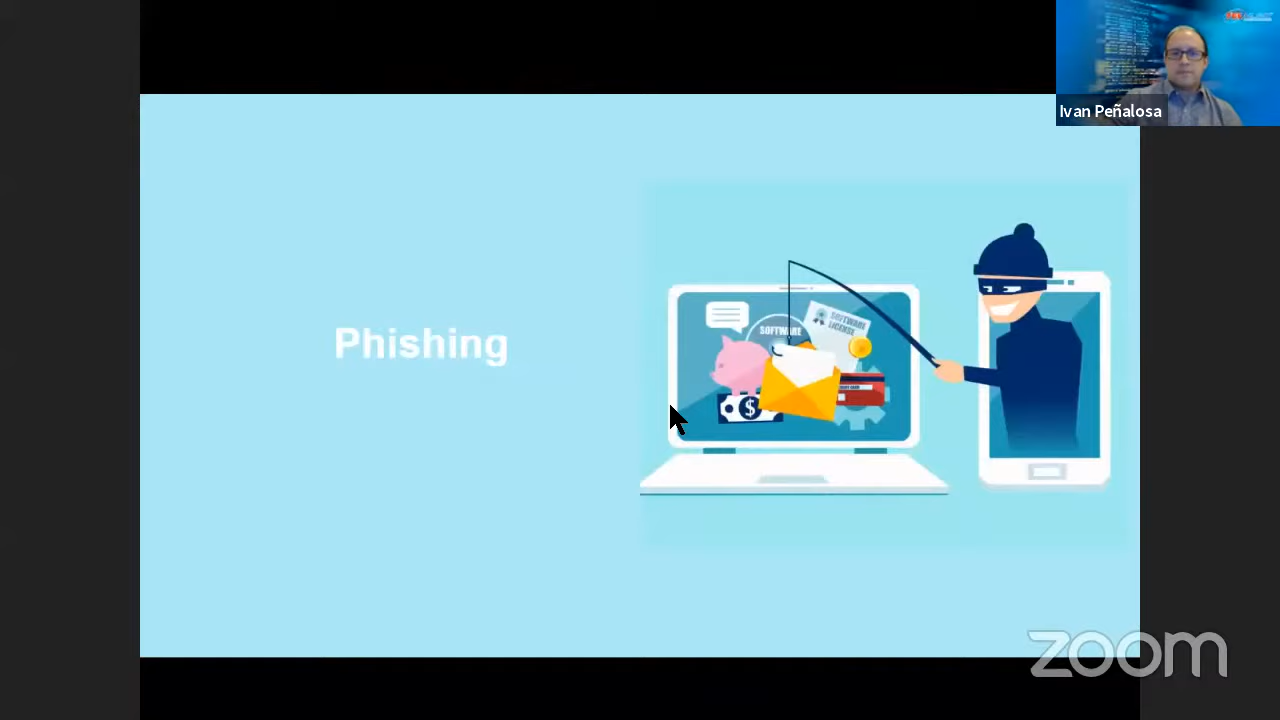 Ivan Peñalosa
Phishing
SOFTWARE
SOFTWARE
LICENSE
$
zoom